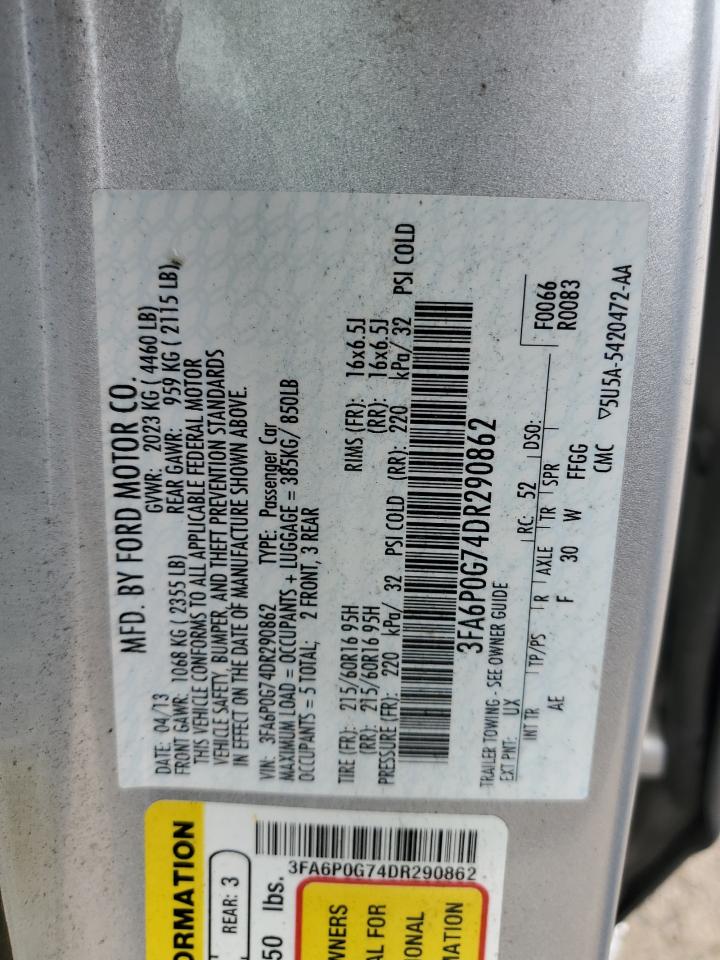 MFD. BY FORD MOTOR CO.
DATE: 04/13 GVWR: 2023 KG ( 4460 LB)
FRONT GAWR: 1068 KG ( 2355 LB) REAR GAWR: 959 KG ( 2115 LB)
THIS VEHICLE CONFORMS TO ALL APPLICABLE FEDERAL MOTOR
VEHICLE SAFETY, BUMPER, AND THEFT PREVENTION STANDARDS
IN EFFECT ON THE DATE OF MANUFACTURE SHOWN ABOVE.
VIN: 3FA6P0G74DR290862 TYPE: Passenger Car
MAXIMUM LOAD = OCCUPANTS + LUGGAGE = 385KG/ 850LB
OCCUPANTS = 5 TOTAL; 2 FRONT, 3 REAR
TIRE (FR): 215/60R16 95H RIMS (FR): 16x6.5J
(RR): 215/60R16 95H (RR): 16x6.5J
PRESSURE (FR): 220 kPa/ 32 PSI COLD (RR): 220 kPa/ 32 PSI COLD
3FA6P0G74DR290862
TRAILER TOWING - SEE OWNER GUIDE
EXT PNT: UX RC: 52 DSO: F0066
R0083
INT TR TP/PS R AXLE TR SPR
AE F 30 W FFGG
CMC ▽5U5A-5420472-AA
ORMATION
REAR: 3
50 lbs.
3FA6P0G74DR290862
WNERS
AL FOR
IONAL
MATION